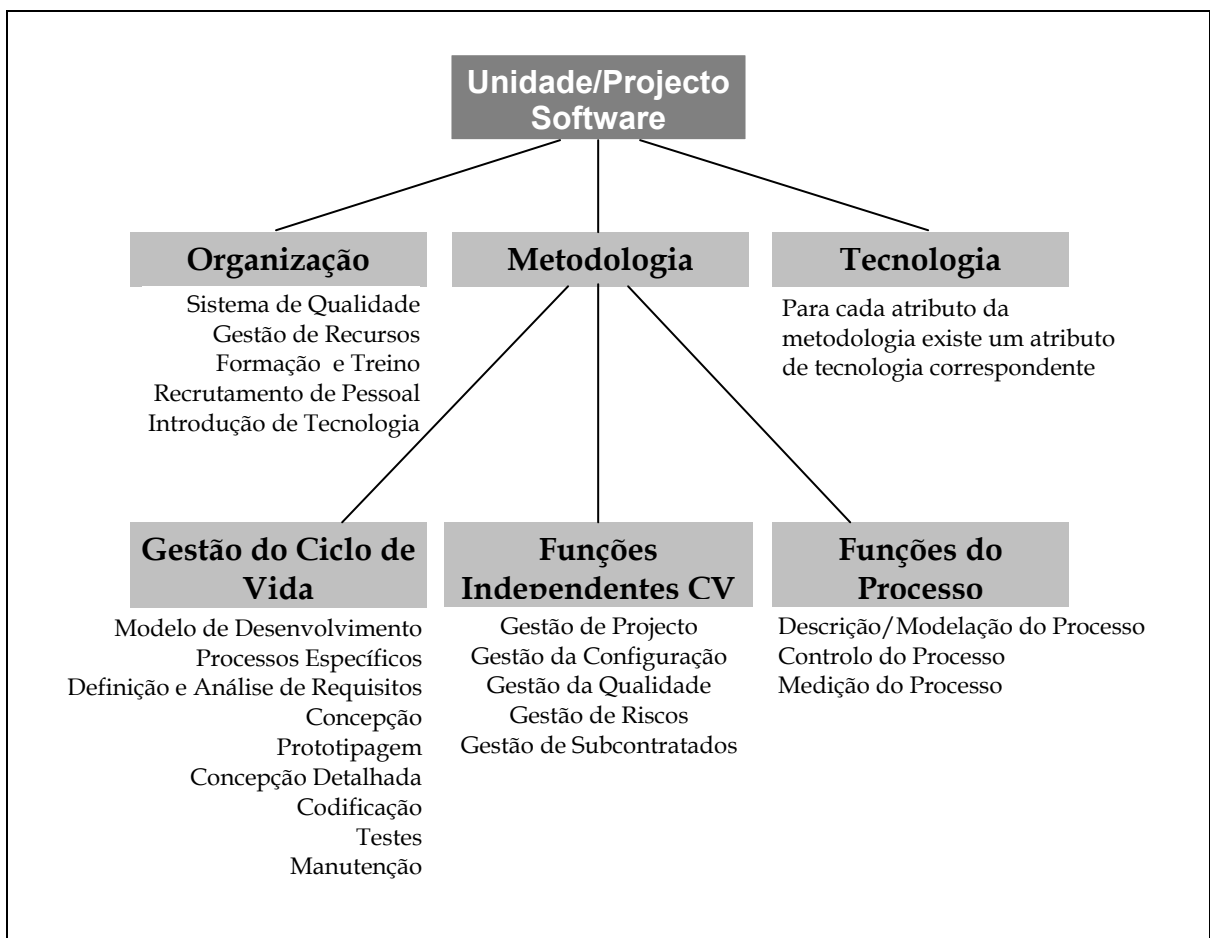 Unidade/Projecto
Software
Organização
Sistema de Qualidade
Gestão de Recursos
Formação e Treino
Recrutamento de Pessoal
Introdução de Tecnologia
Metodologia
Tecnologia
Para cada atributo da
metodologia existe um atributo
de tecnologia correspondente
Gestão do Ciclo de
Vida
Modelo de Desenvolvimento
Processos Específicos
Definição e Análise de Requisitos
Concepção
Prototipagem
Concepção Detalhada
Codificação
Testes
Manutenção
Funções
Independentes CV
Gestão de Projecto
Gestão da Configuração
Gestão da Qualidade
Gestão de Riscos
Gestão de Subcontratados
Funções do
Processo
Descrição/Modelação do Processo
Controlo do Processo
Medição do Processo